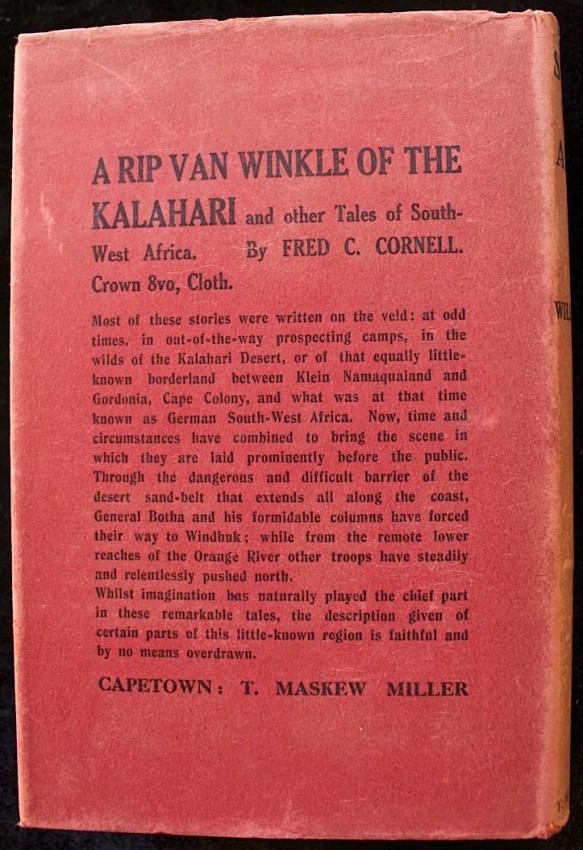 A RIP VAN WINKLE OF THE
KALAHARI and other Tales of South-
West Africa. By FRED C. CORNELL.
Crown 8vo, Cloth.
Most of these stories were written on the veld: at odd
times, in out-of-the-way prospecting camps, in the
wilds of the Kalahari Desert, or of that equally little-
known borderland between Klein Namaqualand and
Gordonia, Cape Colony, and what was at that time
known as German South-West Africa. Now, time and
circumstances have combined to bring the scene in
which they are laid prominently before the public.
Through the dangerous and difficult barrier of the
desert sand-belt that extends all along the coast,
General Botha and his formidable columns have forced
their way to Windhuk; while from the remote lower
reaches of the Orange River other troops have steadily
and relentlessly pushed north.
Whilst imagination has naturally played the chief part
in these remarkable tales, the description given of
certain parts of this little-known region is faithful and
by no means overdrawn.
CAPETOWN: T. MASKEW MILLER